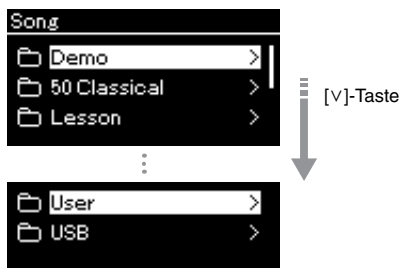 Song
Demo >
50 Classical >
Lesson >
[∨]-Taste
User >
USB >